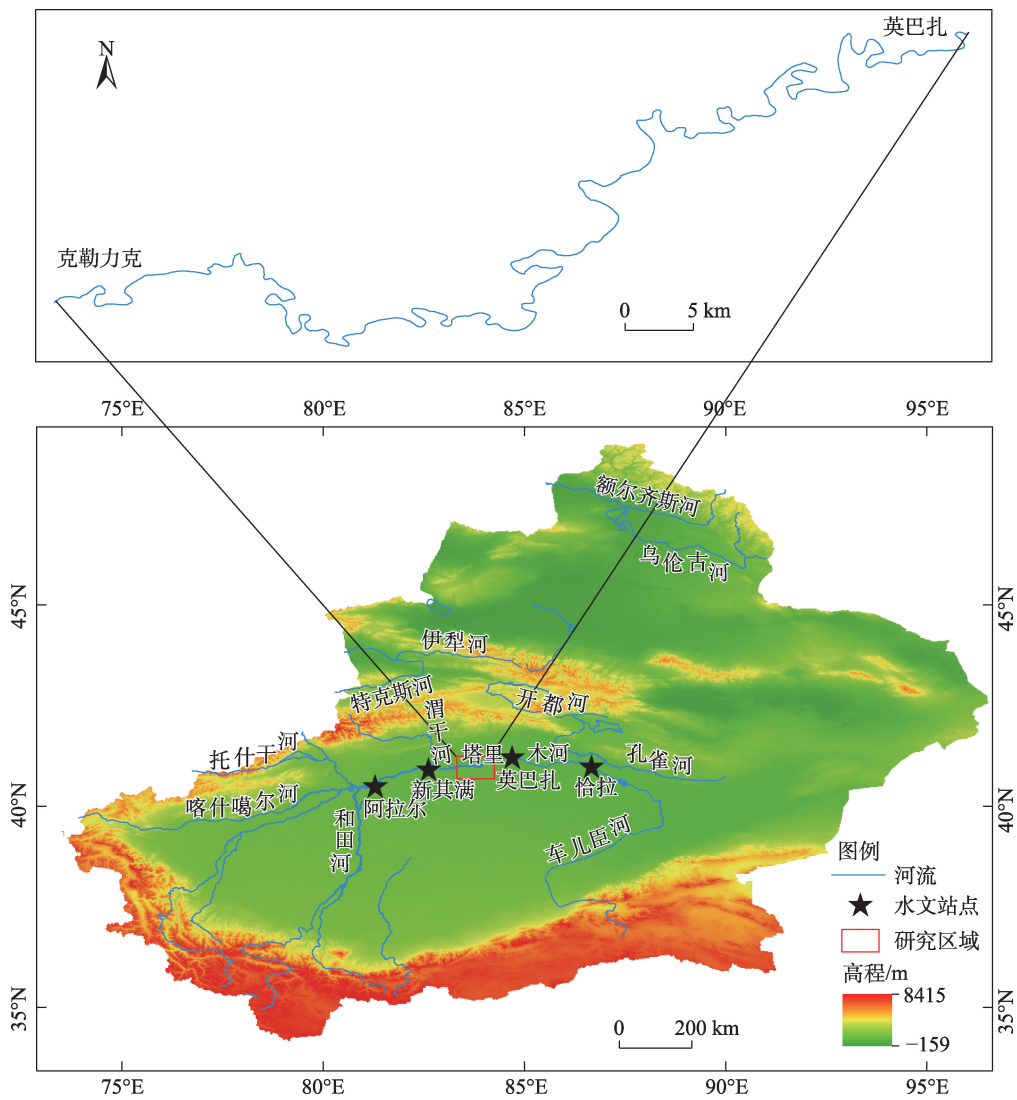 英巴扎
N
克勒力克
0 5 km
75°E 80°E 85°E 90°E 95°E
额尔齐斯河
乌伦古河
45°N 45°N
伊犁河
特克斯河
开都河
渭干河
托什干河
塔里木河
孔雀河
新其满
英巴扎
恰拉
喀什噶尔河
阿拉尔
40°N 40°N
和田河
车儿臣河
图例
河流
水文站点
研究区域
高程/m
8415
−159
35°N 35°N
0 200 km
75°E 80°E 85°E 90°E 95°E